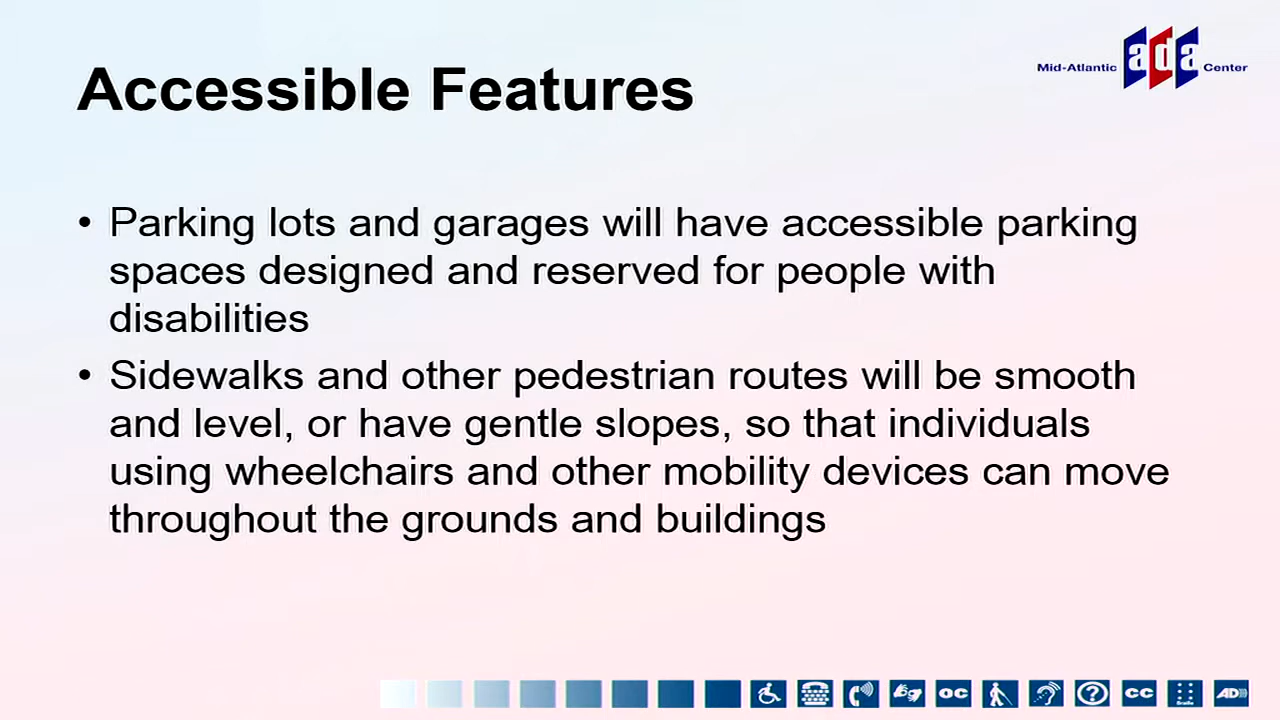 Accessible Features
Mid-Atlantic ada Center
• Parking lots and garages will have accessible parking
spaces designed and reserved for people with
disabilities
• Sidewalks and other pedestrian routes will be smooth
and level, or have gentle slopes, so that individuals
using wheelchairs and other mobility devices can move
throughout the grounds and buildings
OC ? CC Braille AD